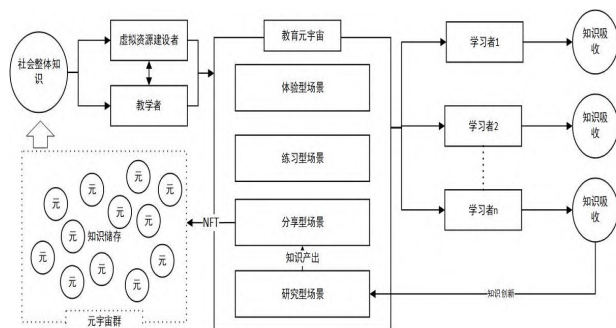 社会整体知
识
虚拟资源建设者
教学者
教育元宇宙
体验型场景
练习型场景
分享型场景
知识产出
研究型场景
学习者1
学习者2
学习者n
知识吸
收
知识吸
收
知识吸
收
知识创新
NFT
元
元
元
元
元
元
元
知识储存
元
元
元
元
元
元宇宙群